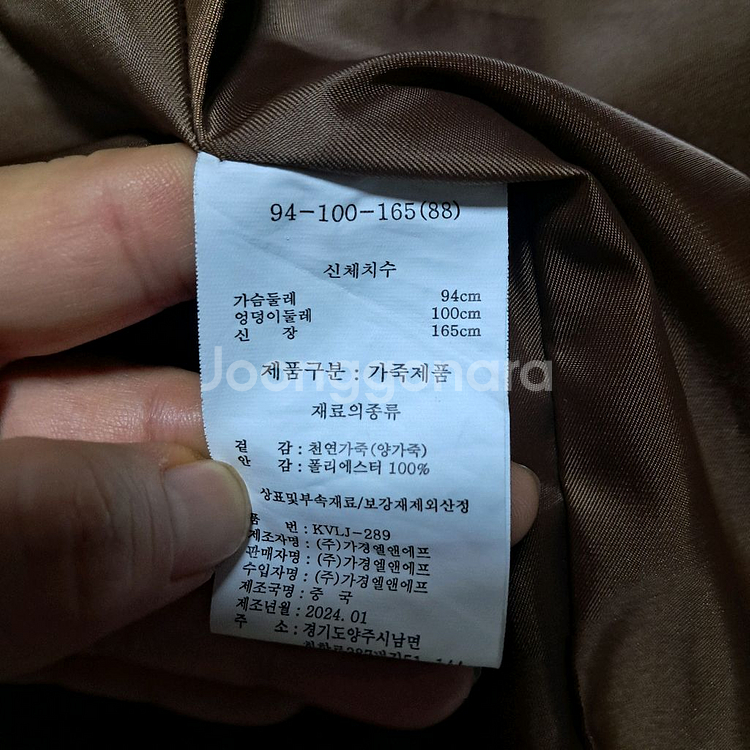 94-100-165(88)
신체치수
가슴둘레 94cm
엉덩이둘레 100cm
신 장 165cm
제품구분 : 가죽제품
Joonggonara
재료의종류
겉 감 : 천연가죽(양가죽)
안 감 : 폴리에스터 100%
상표및부속재료/보강재제외산정
품 번 : KVLJ-289
제조자명 : (주)가경엘앤에프
판매자명 : (주)가경엘앤에프
수입자명 : (주)가경엘앤에프
제조국명 : 중 국
제조년월 : 2024.01
주 소 : 경기도양주시남면